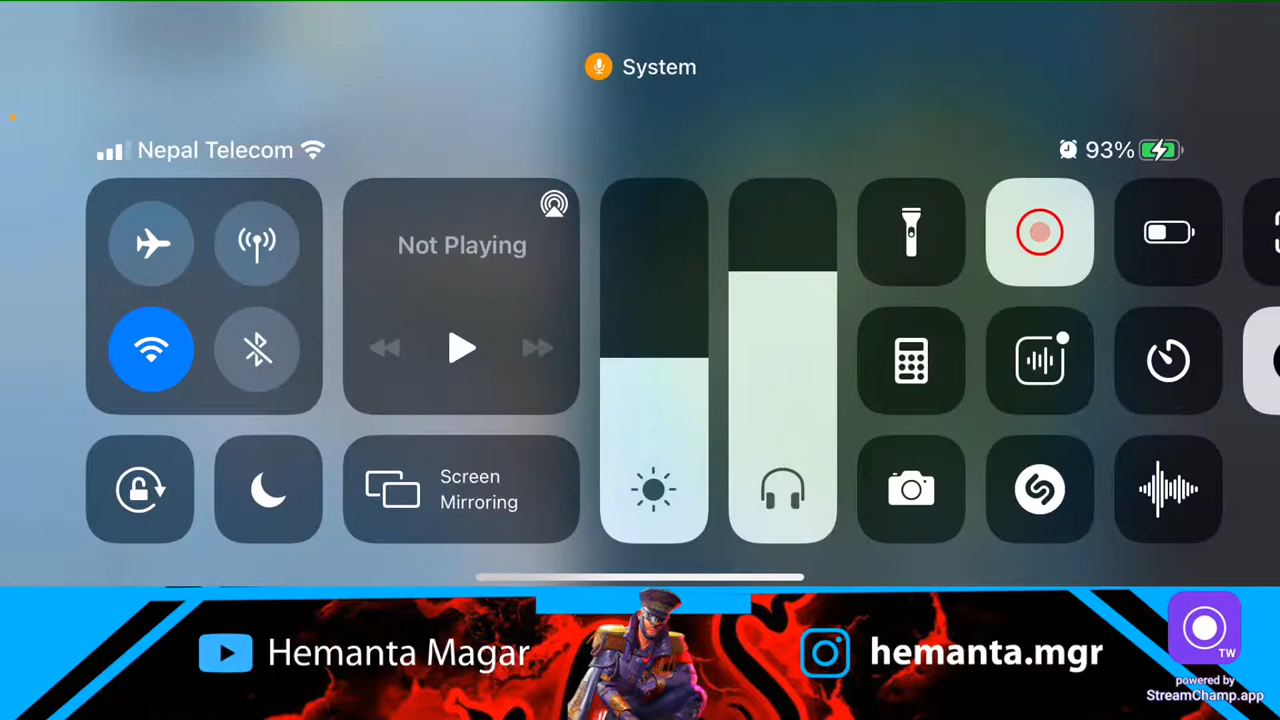 System
Nepal Telecom
93%
Not Playing
Screen
Mirroring
Hemanta Magar
hemanta.mgr
TW
powered by
StreamChamp.app